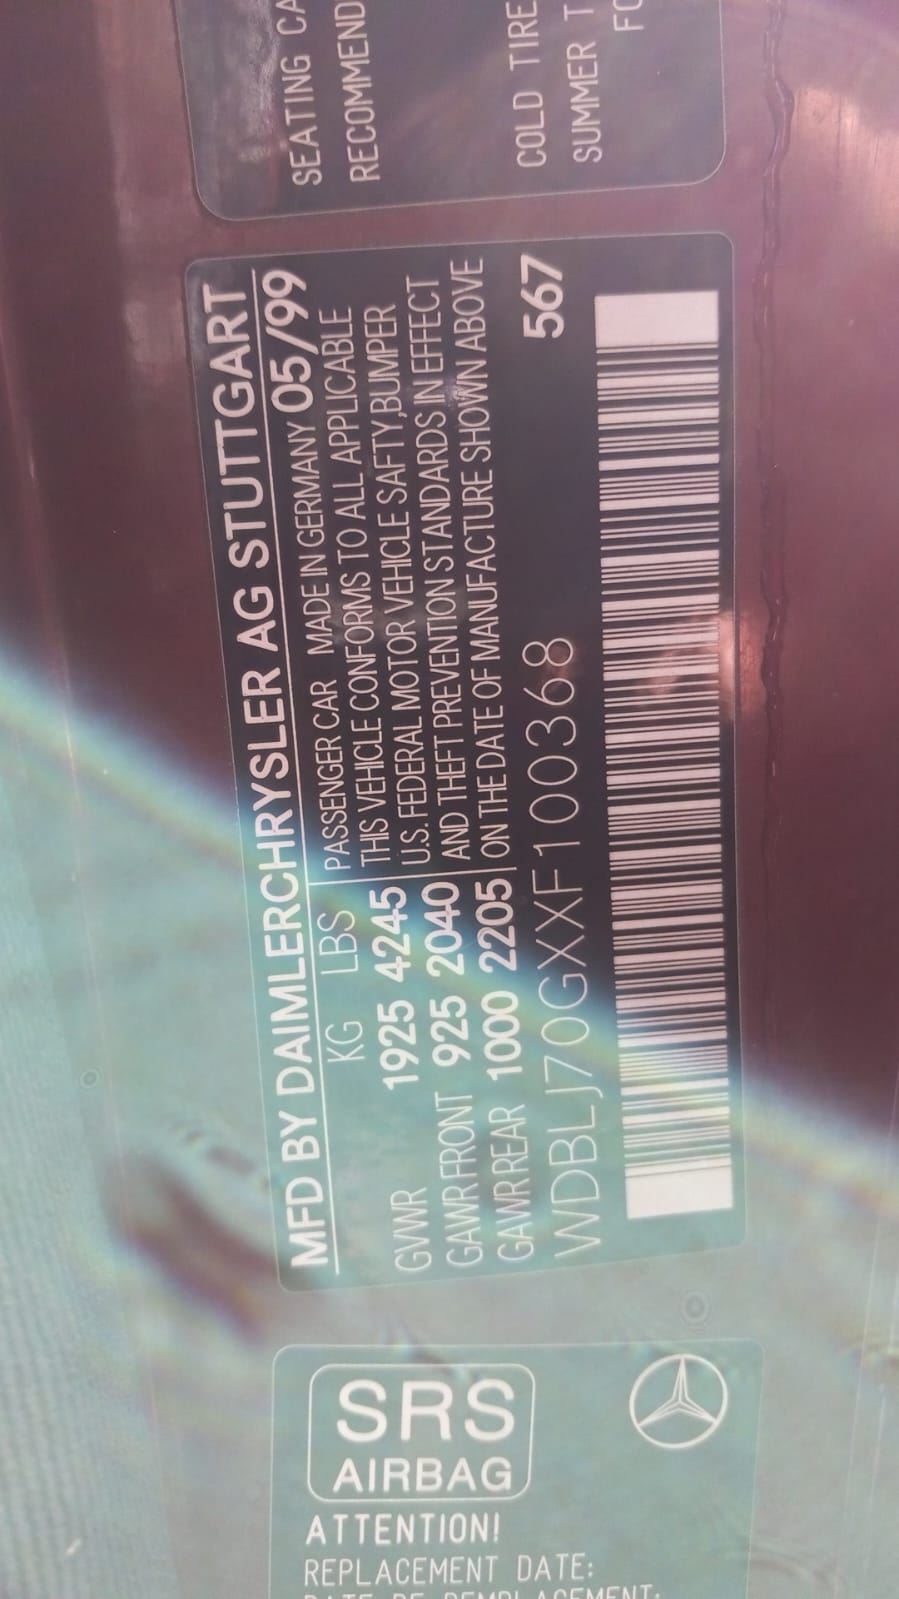 SEATING CA
RECOMMEND
COLD TIRE
SUMMER T
FO
MFD BY DAIMLERCHRYSLER AG STUTTGART
KG LBS PASSENGER CAR MADE IN GERMANY 05/99
GVWR 1925 4245 THIS VEHICLE CONFORMS TO ALL APPLICABLE
U.S. FEDERAL MOTOR VEHICLE SAFTY,BUMPER
GAWR FRONT 925 2040 AND THEFT PREVENTION STANDARDS IN EFFECT
GAWR REAR 1000 2205 ON THE DATE OF MANUFACTURE SHOWN ABOVE
WDBLJ70GXXF100368 567
SRS
AIRBAG
ATTENTION!
REPLACEMENT DATE:
DATE DE REMPLACEMENT: